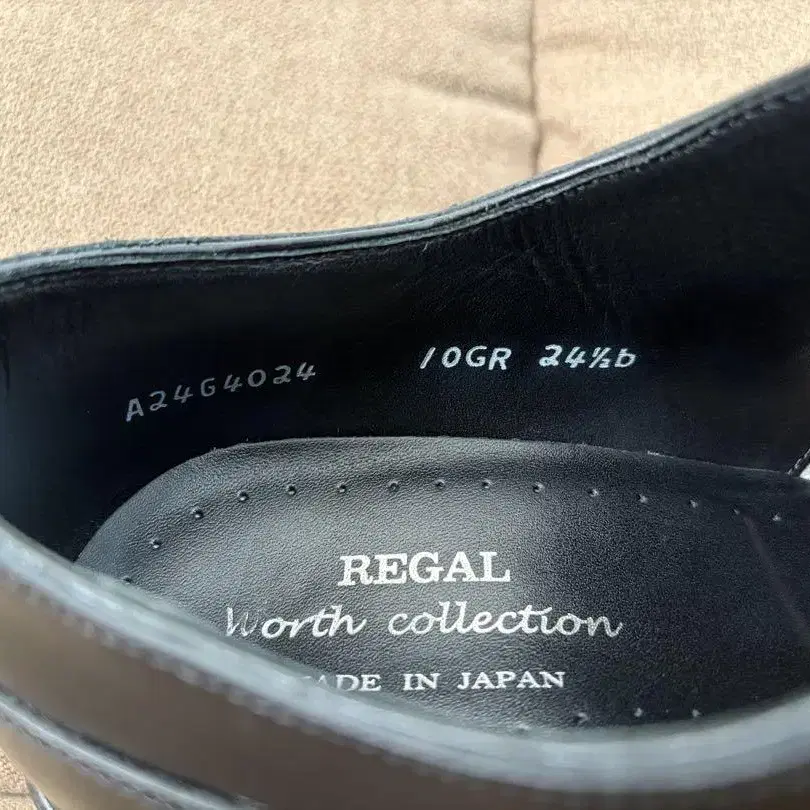 A24G4024 10GR 24½b
REGAL
Worth collection
MADE IN JAPAN